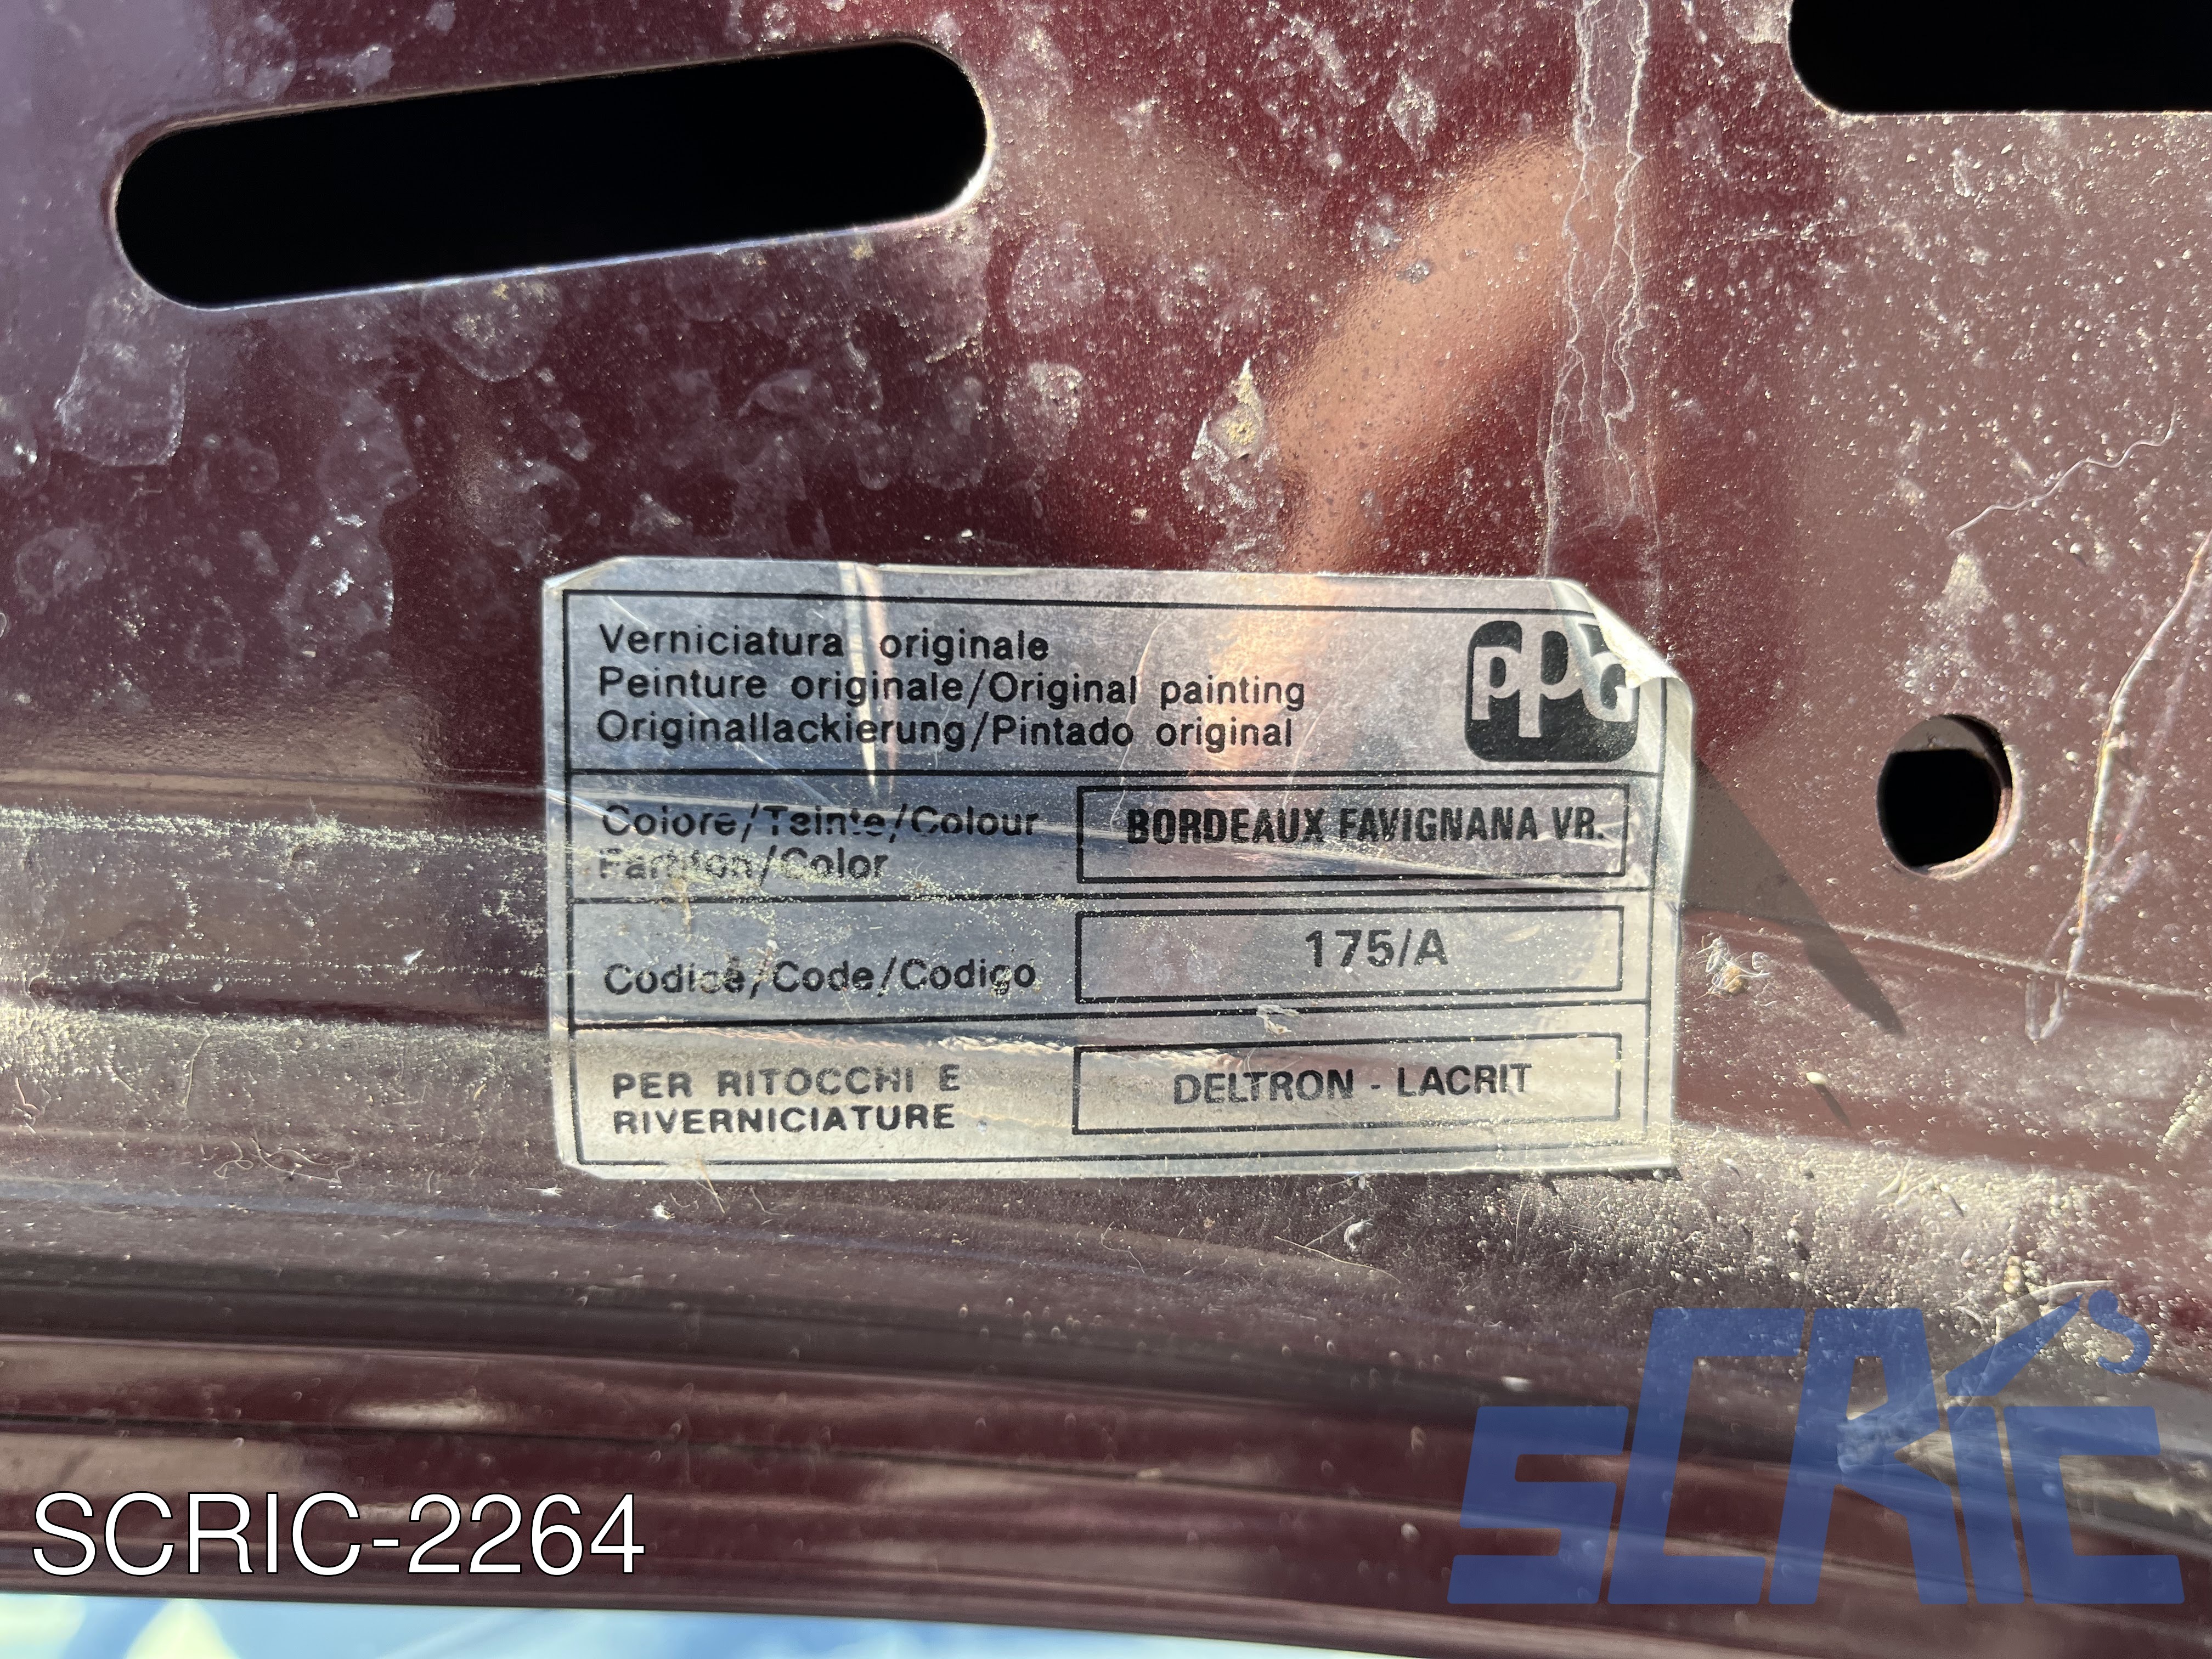 Verniciatura originale
Peinture originale/Original painting
Originallackierung/Pintado original
PPG
Colore/Teinte/Colour
Farbton/Color
BORDEAUX FAVIGNANA VR.
Codice/Code/Codigo
175/A
PER RITOCCHI E
RIVERNICIATURE
DELTRON - LACRIT
SCRIC-2264
SCRIC'S